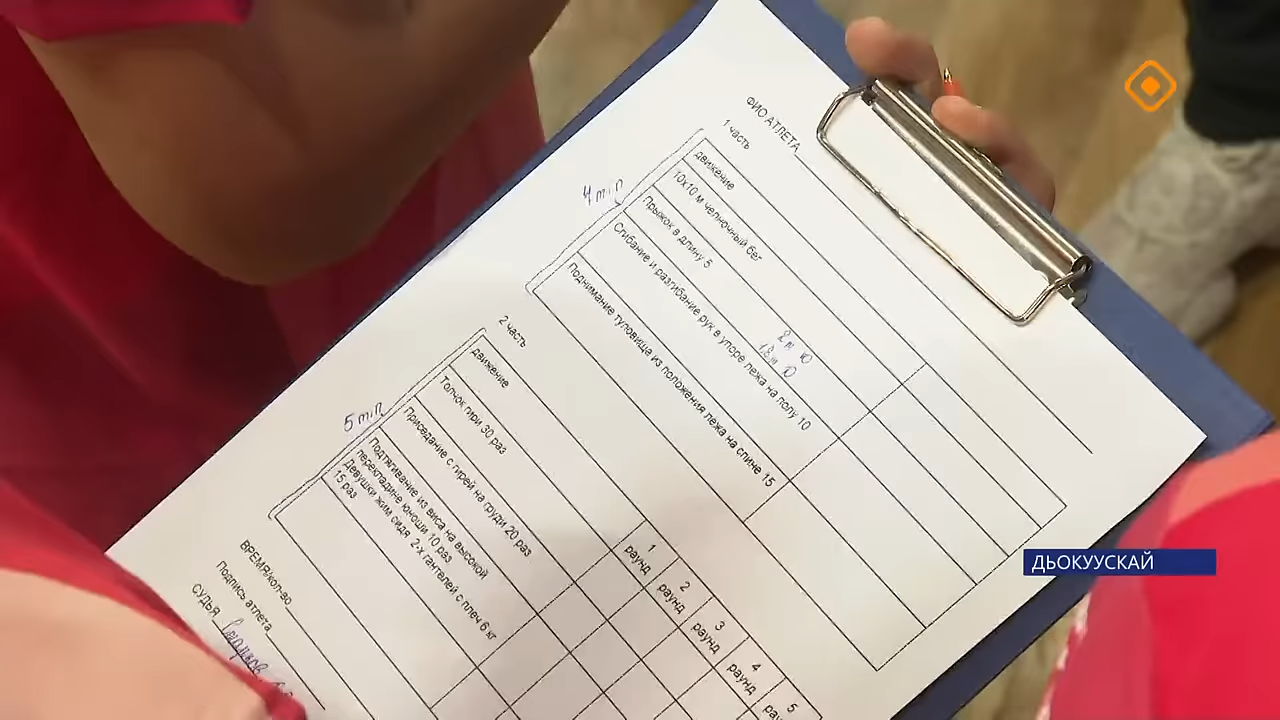 ФИО АТЛЕТА
1 часть
4 min
движение
10х10 м челночный бег
Прыжок в длину 5
Сгибание и разгибание рук в упоре лежа на полу 10
Поднимание туловища из положения лежа на спине 15
2 часть
5 min
движение
1 раунд
2 раунд
3 раунд
4 раунд
5
Толчок гири 30 раз
Приседание с гирей на груди 20 раз
Подтягивание из виса на высокой
перекладине юноши 10 раз
Девушки жим сидя 2-х гантелей с плеч 6 кг
15 раз
ВРЕМЯ/кол-во
Подпись атлета
СУДЬЯ
ДЬОКУУСКАЙ